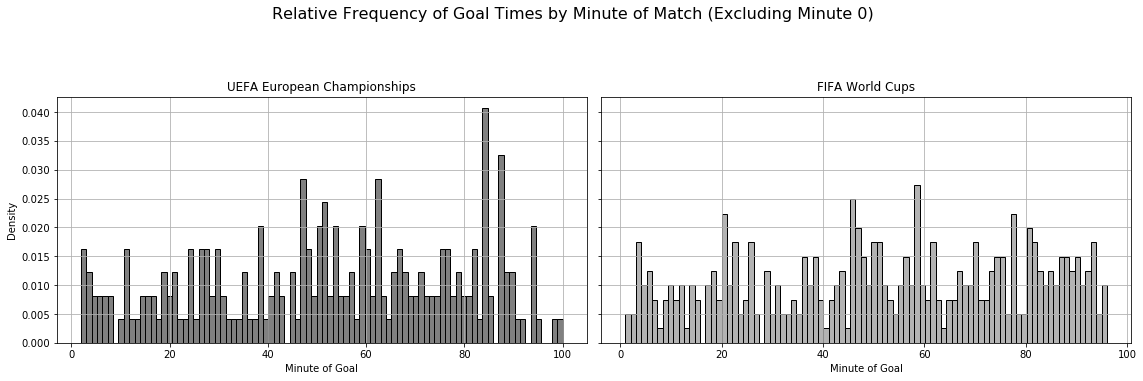 Relative Frequency of Goal Times by Minute of Match (Excluding Minute 0)
UEFA European Championships
FIFA World Cups
0.040
0.035
0.030
0.025
0.020
0.015
0.010
0.005
0.000
Density
0 20 40 60 80 100
0 20 40 60 80 100
Minute of Goal
Minute of Goal